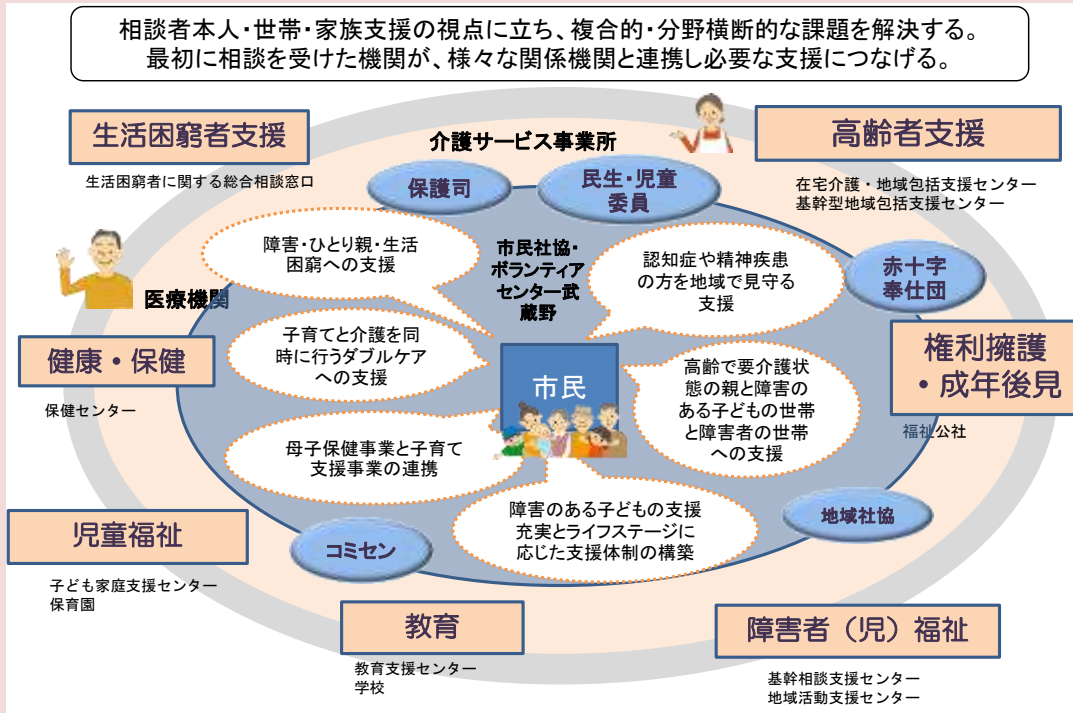 相談者本人・世帯・家族支援の視点に立ち、複合的・分野横断的な課題を解決する。
最初に相談を受けた機関が、様々な関係機関と連携し必要な支援につなげる。
生活困窮者支援
生活困窮者に関する総合相談窓口
介護サービス事業所
高齢者支援
在宅介護・地域包括支援センター
基幹型地域包括支援センター
保護司
民生・児童
委員
障害・ひとり親・生活
困窮への支援
市民社協・
ボランティア
センター武
蔵野
認知症や精神疾患
の方を地域で見守る
支援
赤十字
奉仕団
医療機関
健康・保健
保健センター
子育てと介護を同
時に行うダブルケア
への支援
市民
高齢で要介護状
態の親と障害の
ある子どもの世帯
と障害者の世帯
への支援
権利擁護
・成年後見
福祉公社
母子保健事業と子育て
支援事業の連携
障害のある子どもの支援
充実とライフステージに
応じた支援体制の構築
地域社協
コミセン
児童福祉
子ども家庭支援センター
保育園
教育
教育支援センター
学校
障害者（児）福祉
基幹相談支援センター
地域活動支援センター